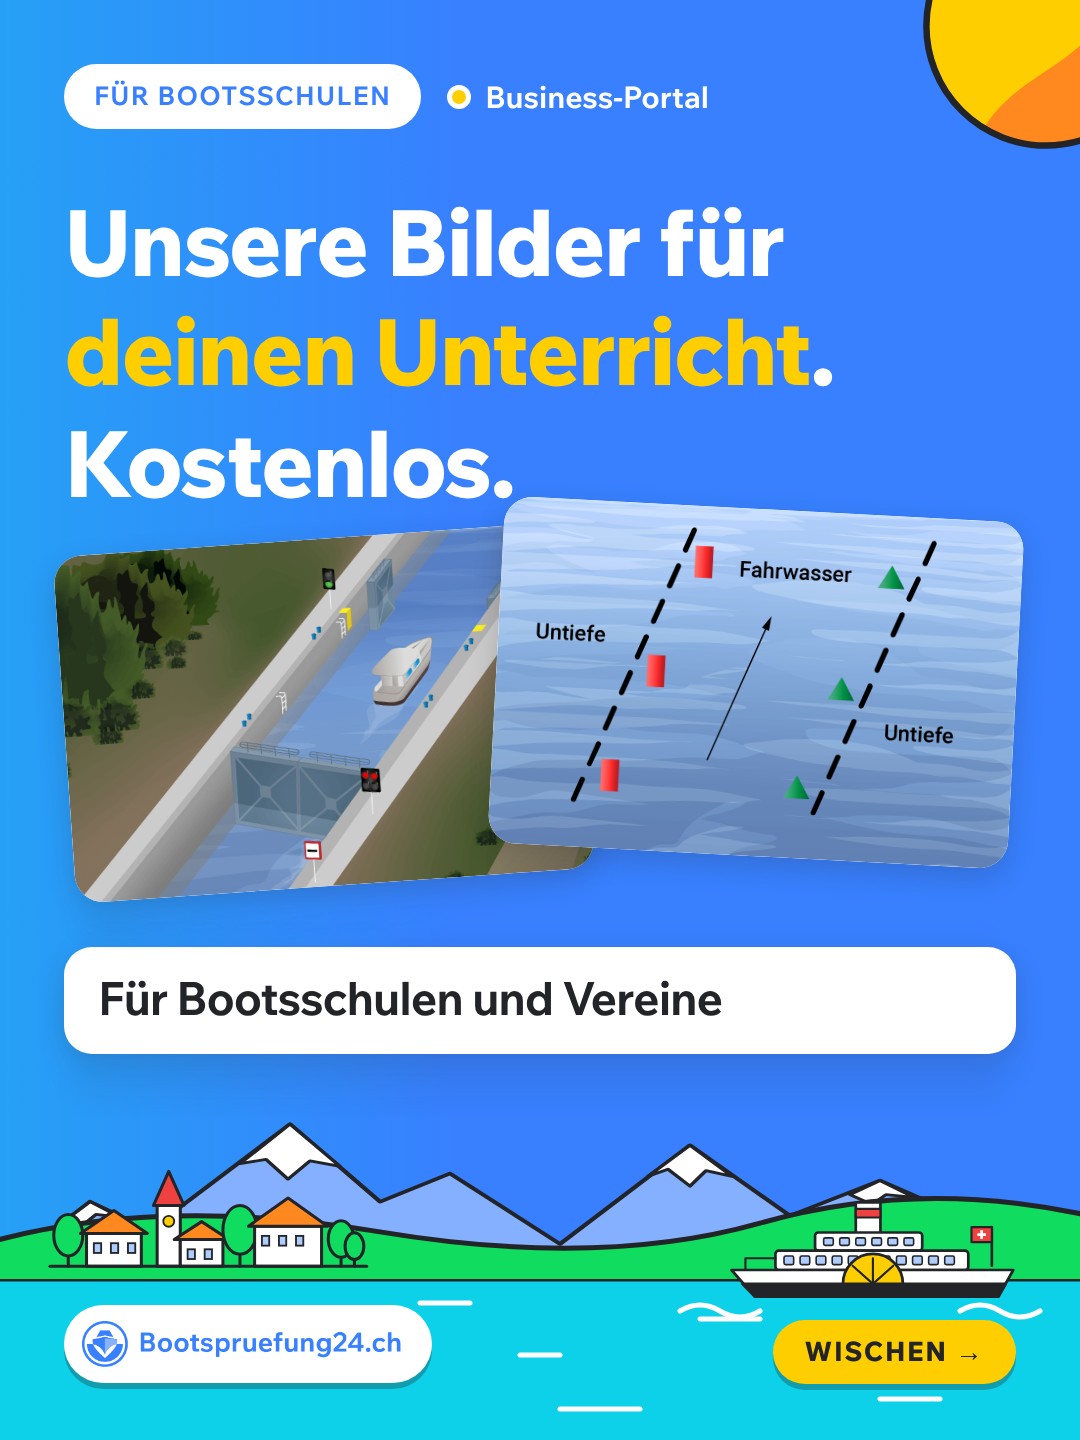 FÜR BOOTSSCHULEN
Business-Portal
Unsere Bilder für
deinen Unterricht.
Kostenlos.
Fahrwasser
Untiefe
Untiefe
Für Bootsschulen und Vereine
Bootspruefung24.ch
WISCHEN →